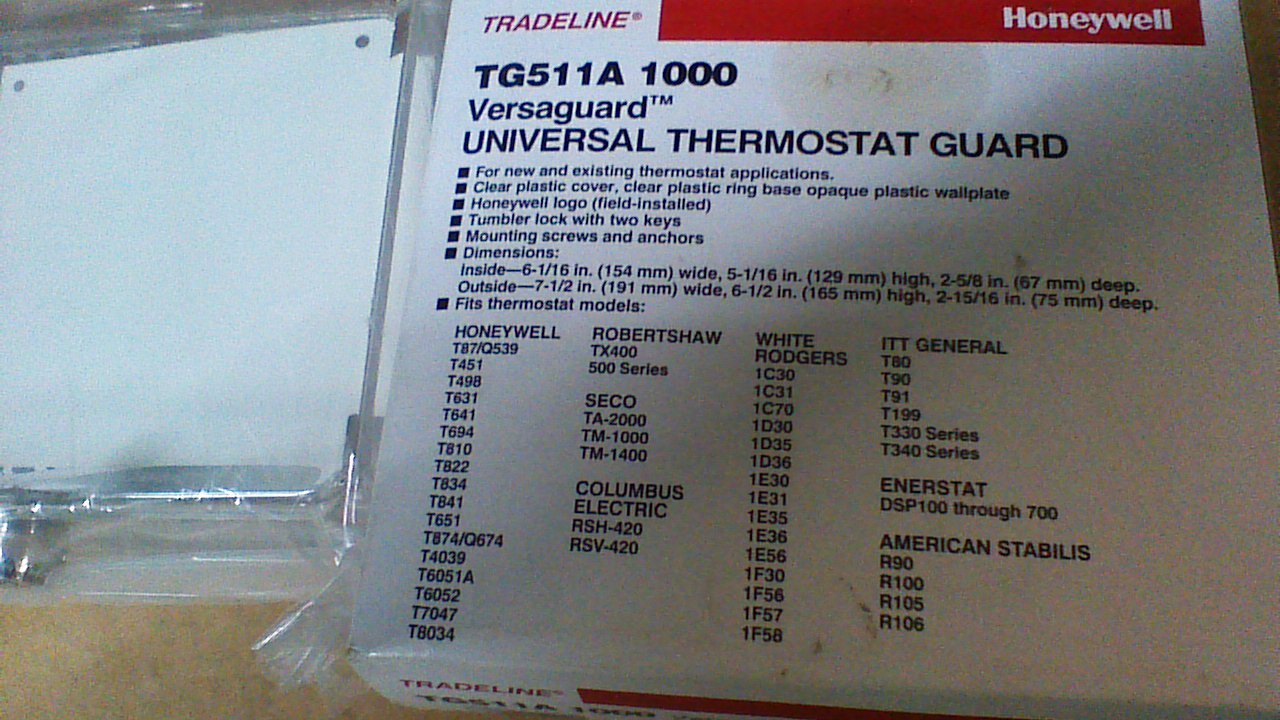 TRADELINE® Honeywell
TG511A 1000
Versaguard™
UNIVERSAL THERMOSTAT GUARD
■ For new and existing thermostat applications.
■ Clear plastic cover, clear plastic ring base opaque plastic wallplate
■ Honeywell logo (field-installed)
■ Tumbler lock with two keys
■ Mounting screws and anchors
■ Dimensions:
Inside—6-1/16 in. (154 mm) wide, 5-1/16 in. (129 mm) high, 2-5/8 in. (67 mm) deep.
Outside—7-1/2 in. (191 mm) wide, 6-1/2 in. (165 mm) high, 2-15/16 in. (75 mm) deep.
■ Fits thermostat models:
HONEYWELL
T87/Q539
T451
T498
T631
T641
T694
T810
T822
T834
T841
T651
T874/Q674
T4039
T6051A
T6052
T7047
T8034
ROBERTSHAW
TX400
500 Series
SECO
TA-2000
TM-1000
TM-1400
COLUMBUS
ELECTRIC
RSH-420
RSV-420
WHITE
RODGERS
1C30
1C31
1C70
1D30
1D35
1D36
1E30
1E31
1E35
1E36
1E56
1F30
1F56
1F57
1F58
ITT GENERAL
T80
T90
T91
T199
T330 Series
T340 Series
ENERSTAT
DSP100 through 700
AMERICAN STABILIS
R90
R100
R105
R106
TRADELINE®
TG511A 1000